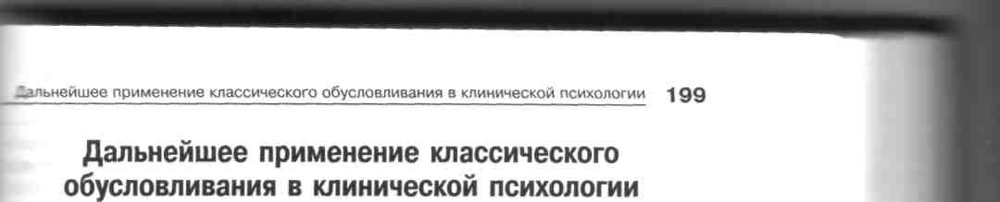 Дальнейшее применение классического обусловливания в клинической психологии 199
Дальнейшее применение классического
обусловливания в клинической психологии